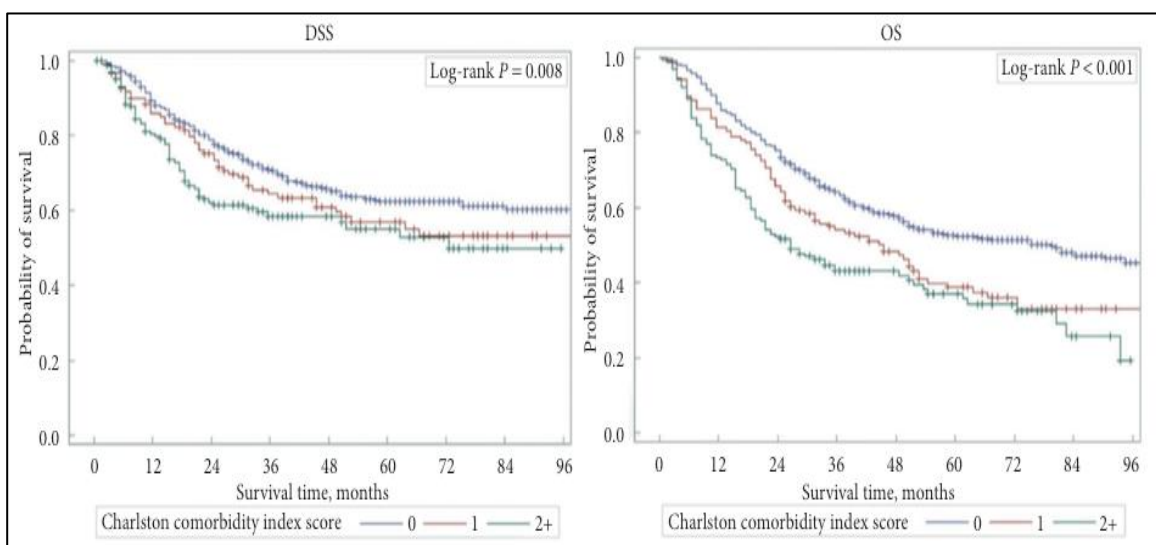 DSS
Log-rank P = 0.008
Probability of survival
1.0
0.8
0.6
0.4
0.2
0.0
0 12 24 36 48 60 72 84 96
Survival time, months
Charlston comorbidity index score 0 1 2+
OS
Log-rank P < 0.001
Probability of survival
1.0
0.8
0.6
0.4
0.2
0.0
0 12 24 36 48 60 72 84 96
Survival time, months
Charlston comorbidity index score 0 1 2+